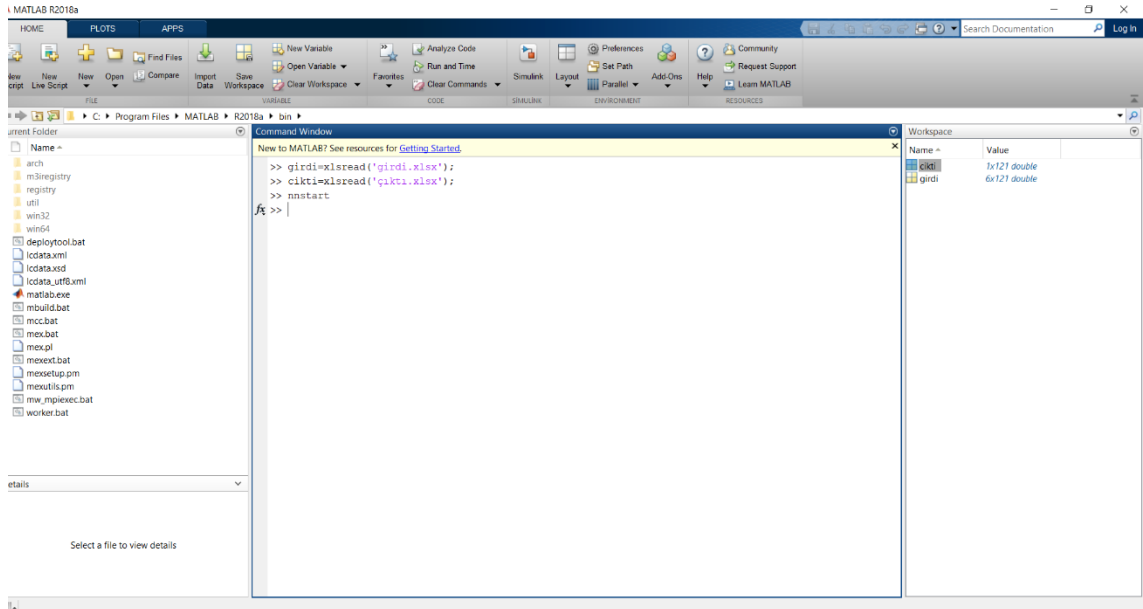 MATLAB R2018a
HOME PLOTS APPS
Search Documentation Log In
New Script
New Live Script
New
Open
Find Files
Compare
Import Data
Save Workspace
New Variable
Open Variable
Clear Workspace
Favorites
Analyze Code
Run and Time
Clear Commands
Simulink
Layout
Preferences
Set Path
Parallel
Add-Ons
Help
Community
Request Support
Learn MATLAB
FILE VARIABLE CODE SIMULINK ENVIRONMENT RESOURCES
C: Program Files MATLAB R2018a bin
urrent Folder
Name
arch
m3iregistry
registry
util
win32
win64
deploytool.bat
lcdata.xml
lcdata.xsd
lcdata_utf8.xml
matlab.exe
mbuild.bat
mcc.bat
mex.bat
mex.pl
mexext.bat
mexsetup.pm
mexutils.pm
mw_mpiexec.bat
worker.bat
etails
Select a file to view details
Command Window
New to MATLAB? See resources for Getting Started.
>> girdi=xlsread('girdi.xlsx');
>> cikti=xlsread('çıktı.xlsx');
>> nnstart
fx >>
Workspace
Name Value
cikti 1x121 double
girdi 6x121 double